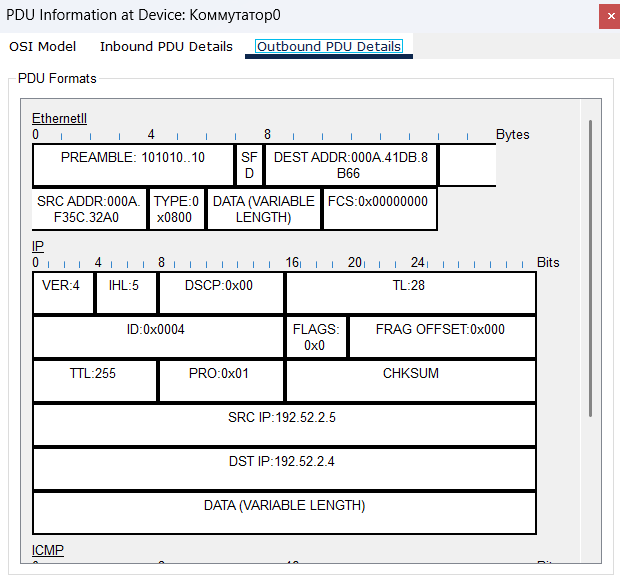 PDU Information at Device: Коммутатор0
×
OSI Model Inbound PDU Details Outbound PDU Details
PDU Formats
EthernetII
0 4 8 Bytes
PREAMBLE: 101010..10
SF
D
DEST ADDR:000A.41DB.8
B66
SRC ADDR:000A.
F35C.32A0
TYPE:0
x0800
DATA (VARIABLE
LENGTH)
FCS:0x00000000
IP
0 4 8 16 20 24 Bits
VER:4 IHL:5 DSCP:0x00 TL:28
ID:0x0004
FLAGS:
0x0
FRAG OFFSET:0x000
TTL:255 PRO:0x01 CHKSUM
SRC IP:192.52.2.5
DST IP:192.52.2.4
DATA (VARIABLE LENGTH)
ICMP